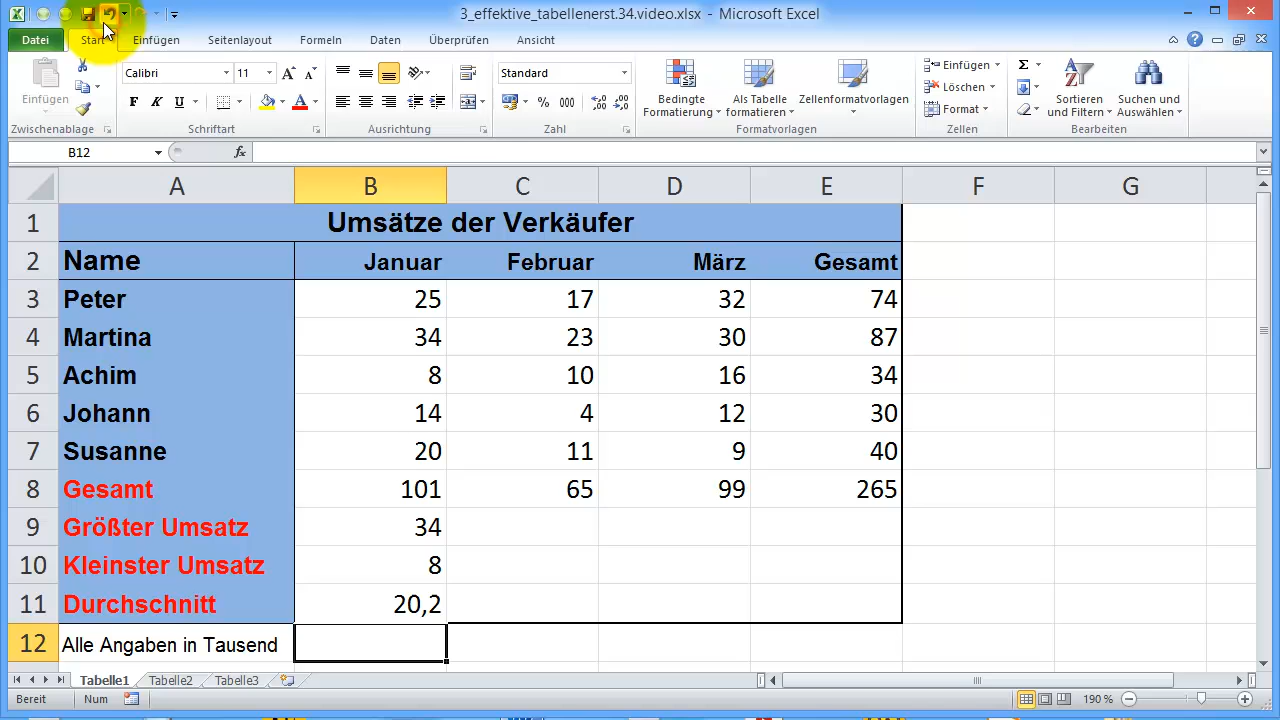 3_effektive_tabellenerst.34.video.xlsx - Microsoft Ex
Datei Start Einfügen Seitenlayout Formeln Daten Überprüfen Ansicht
Calibri 11 Standard
Einfügen
Bedingte Formatierung
Als Tabelle formatieren
Zellenformatvorlagen
Einfügen
Löschen
Format
Sortieren und Filtern
Suchen und Auswählen
Zwischenablage Schriftart Ausrichtung Zahl Formatvorlagen Zellen Bearbeiten
B12 fx
A B C D E F G
1 Umsätze der Verkäufer
2 Name Januar Februar März Gesamt
3 Peter 25 17 32 74
4 Martina 34 23 30 87
5 Achim 8 10 16 34
6 Johann 14 4 12 30
7 Susanne 20 11 9 40
8 Gesamt 101 65 99 265
9 Größter Umsatz 34
10 Kleinster Umsatz 8
11 Durchschnitt 20,2
12 Alle Angaben in Tausend
Tabelle1 Tabelle2 Tabelle3
Bereit Num 190 %